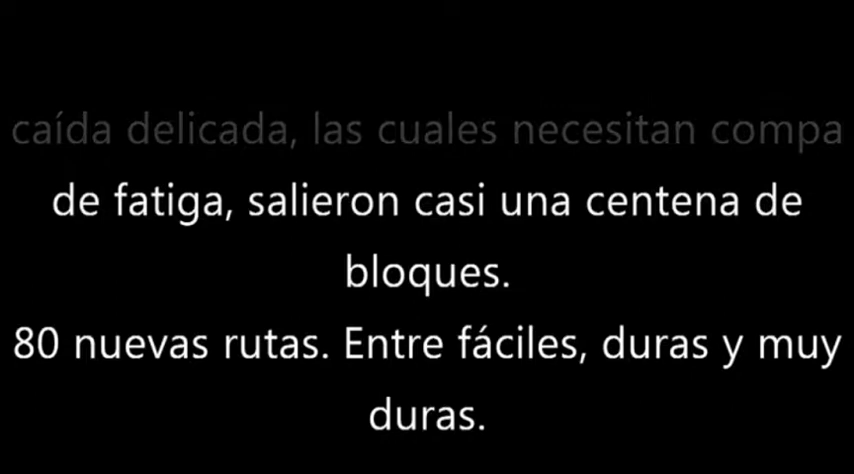 caída delicada, las cuales necesitan compa
de fatiga, salieron casi una centena de
bloques.
80 nuevas rutas. Entre fáciles, duras y muy
duras.